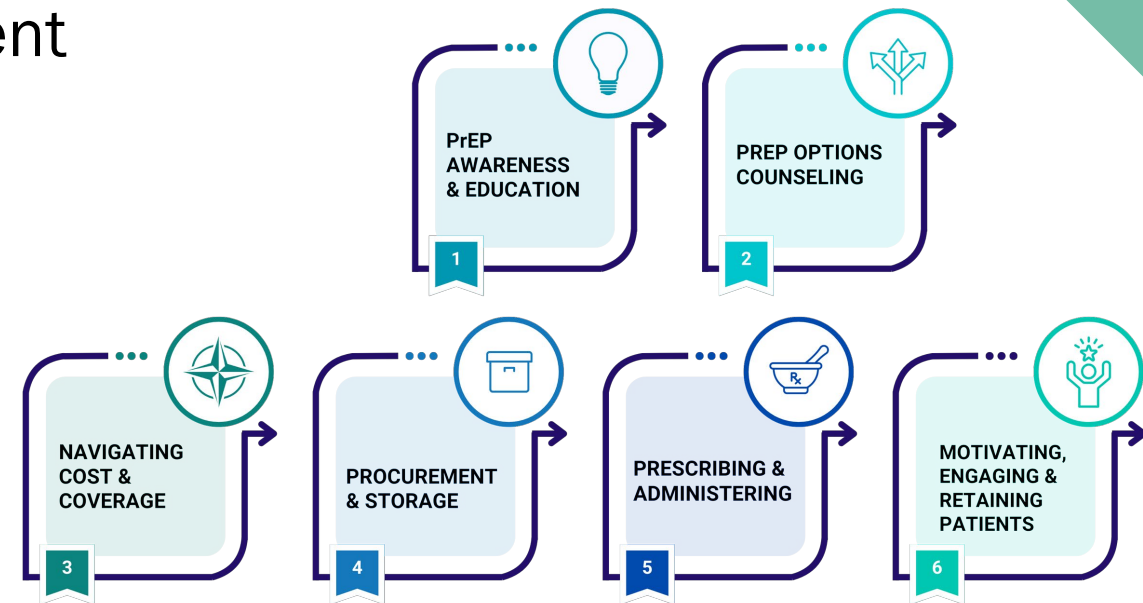 ent
PrEP
AWARENESS
& EDUCATION
1
PREP OPTIONS
COUNSELING
2
NAVIGATING
COST &
COVERAGE
3
PROCUREMENT
& STORAGE
4
Rx
PRESCRIBING &
ADMINISTERING
5
MOTIVATING,
ENGAGING &
RETAINING
PATIENTS
6